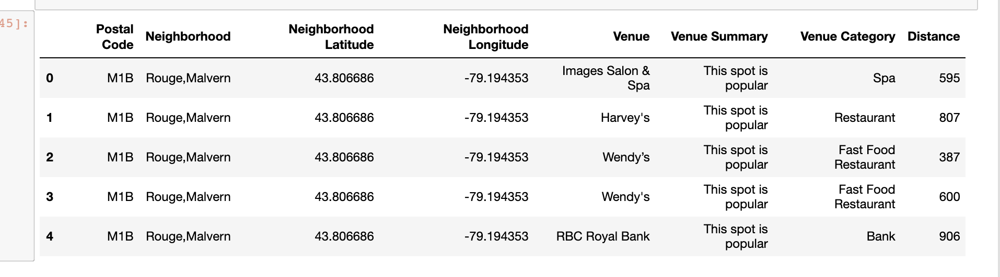 45]:
Postal Code Neighborhood Neighborhood Latitude Neighborhood Longitude Venue Venue Summary Venue Category Distance
0 M1B Rouge,Malvern 43.806686 -79.194353 Images Salon & Spa This spot is popular Spa 595
1 M1B Rouge,Malvern 43.806686 -79.194353 Harvey's This spot is popular Restaurant 807
2 M1B Rouge,Malvern 43.806686 -79.194353 Wendy’s This spot is popular Fast Food Restaurant 387
3 M1B Rouge,Malvern 43.806686 -79.194353 Wendy's This spot is popular Fast Food Restaurant 600
4 M1B Rouge,Malvern 43.806686 -79.194353 RBC Royal Bank This spot is popular Bank 906